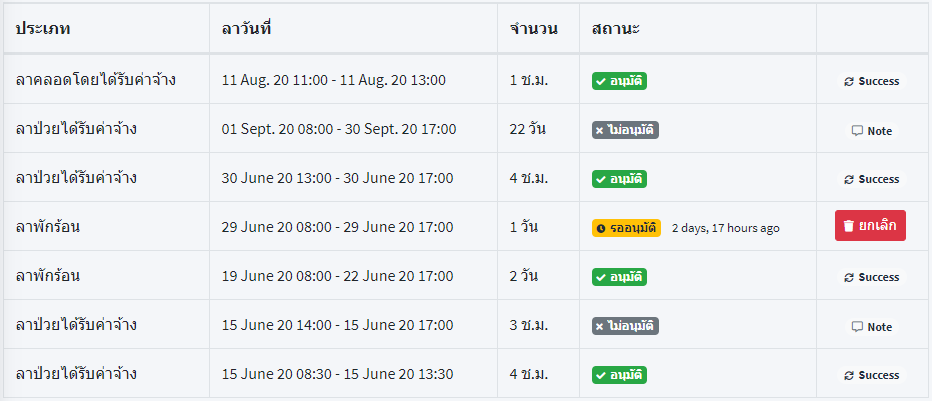 ประเภท ลาวันที่ จำนวน สถานะ
ลาคลอดโดยได้รับค่าจ้าง 11 Aug. 20 11:00 - 11 Aug. 20 13:00 1 ช.ม. อนุมัติ Success
ลาป่วยได้รับค่าจ้าง 01 Sept. 20 08:00 - 30 Sept. 20 17:00 22 วัน ไม่อนุมัติ Note
ลาป่วยได้รับค่าจ้าง 30 June 20 13:00 - 30 June 20 17:00 4 ช.ม. อนุมัติ Success
ลาพักร้อน 29 June 20 08:00 - 29 June 20 17:00 1 วัน รออนุมัติ 2 days, 17 hours ago ยกเลิก
ลาพักร้อน 19 June 20 08:00 - 22 June 20 17:00 2 วัน อนุมัติ Success
ลาป่วยได้รับค่าจ้าง 15 June 20 14:00 - 15 June 20 17:00 3 ช.ม. ไม่อนุมัติ Note
ลาป่วยได้รับค่าจ้าง 15 June 20 08:30 - 15 June 20 13:30 4 ช.ม. อนุมัติ Success